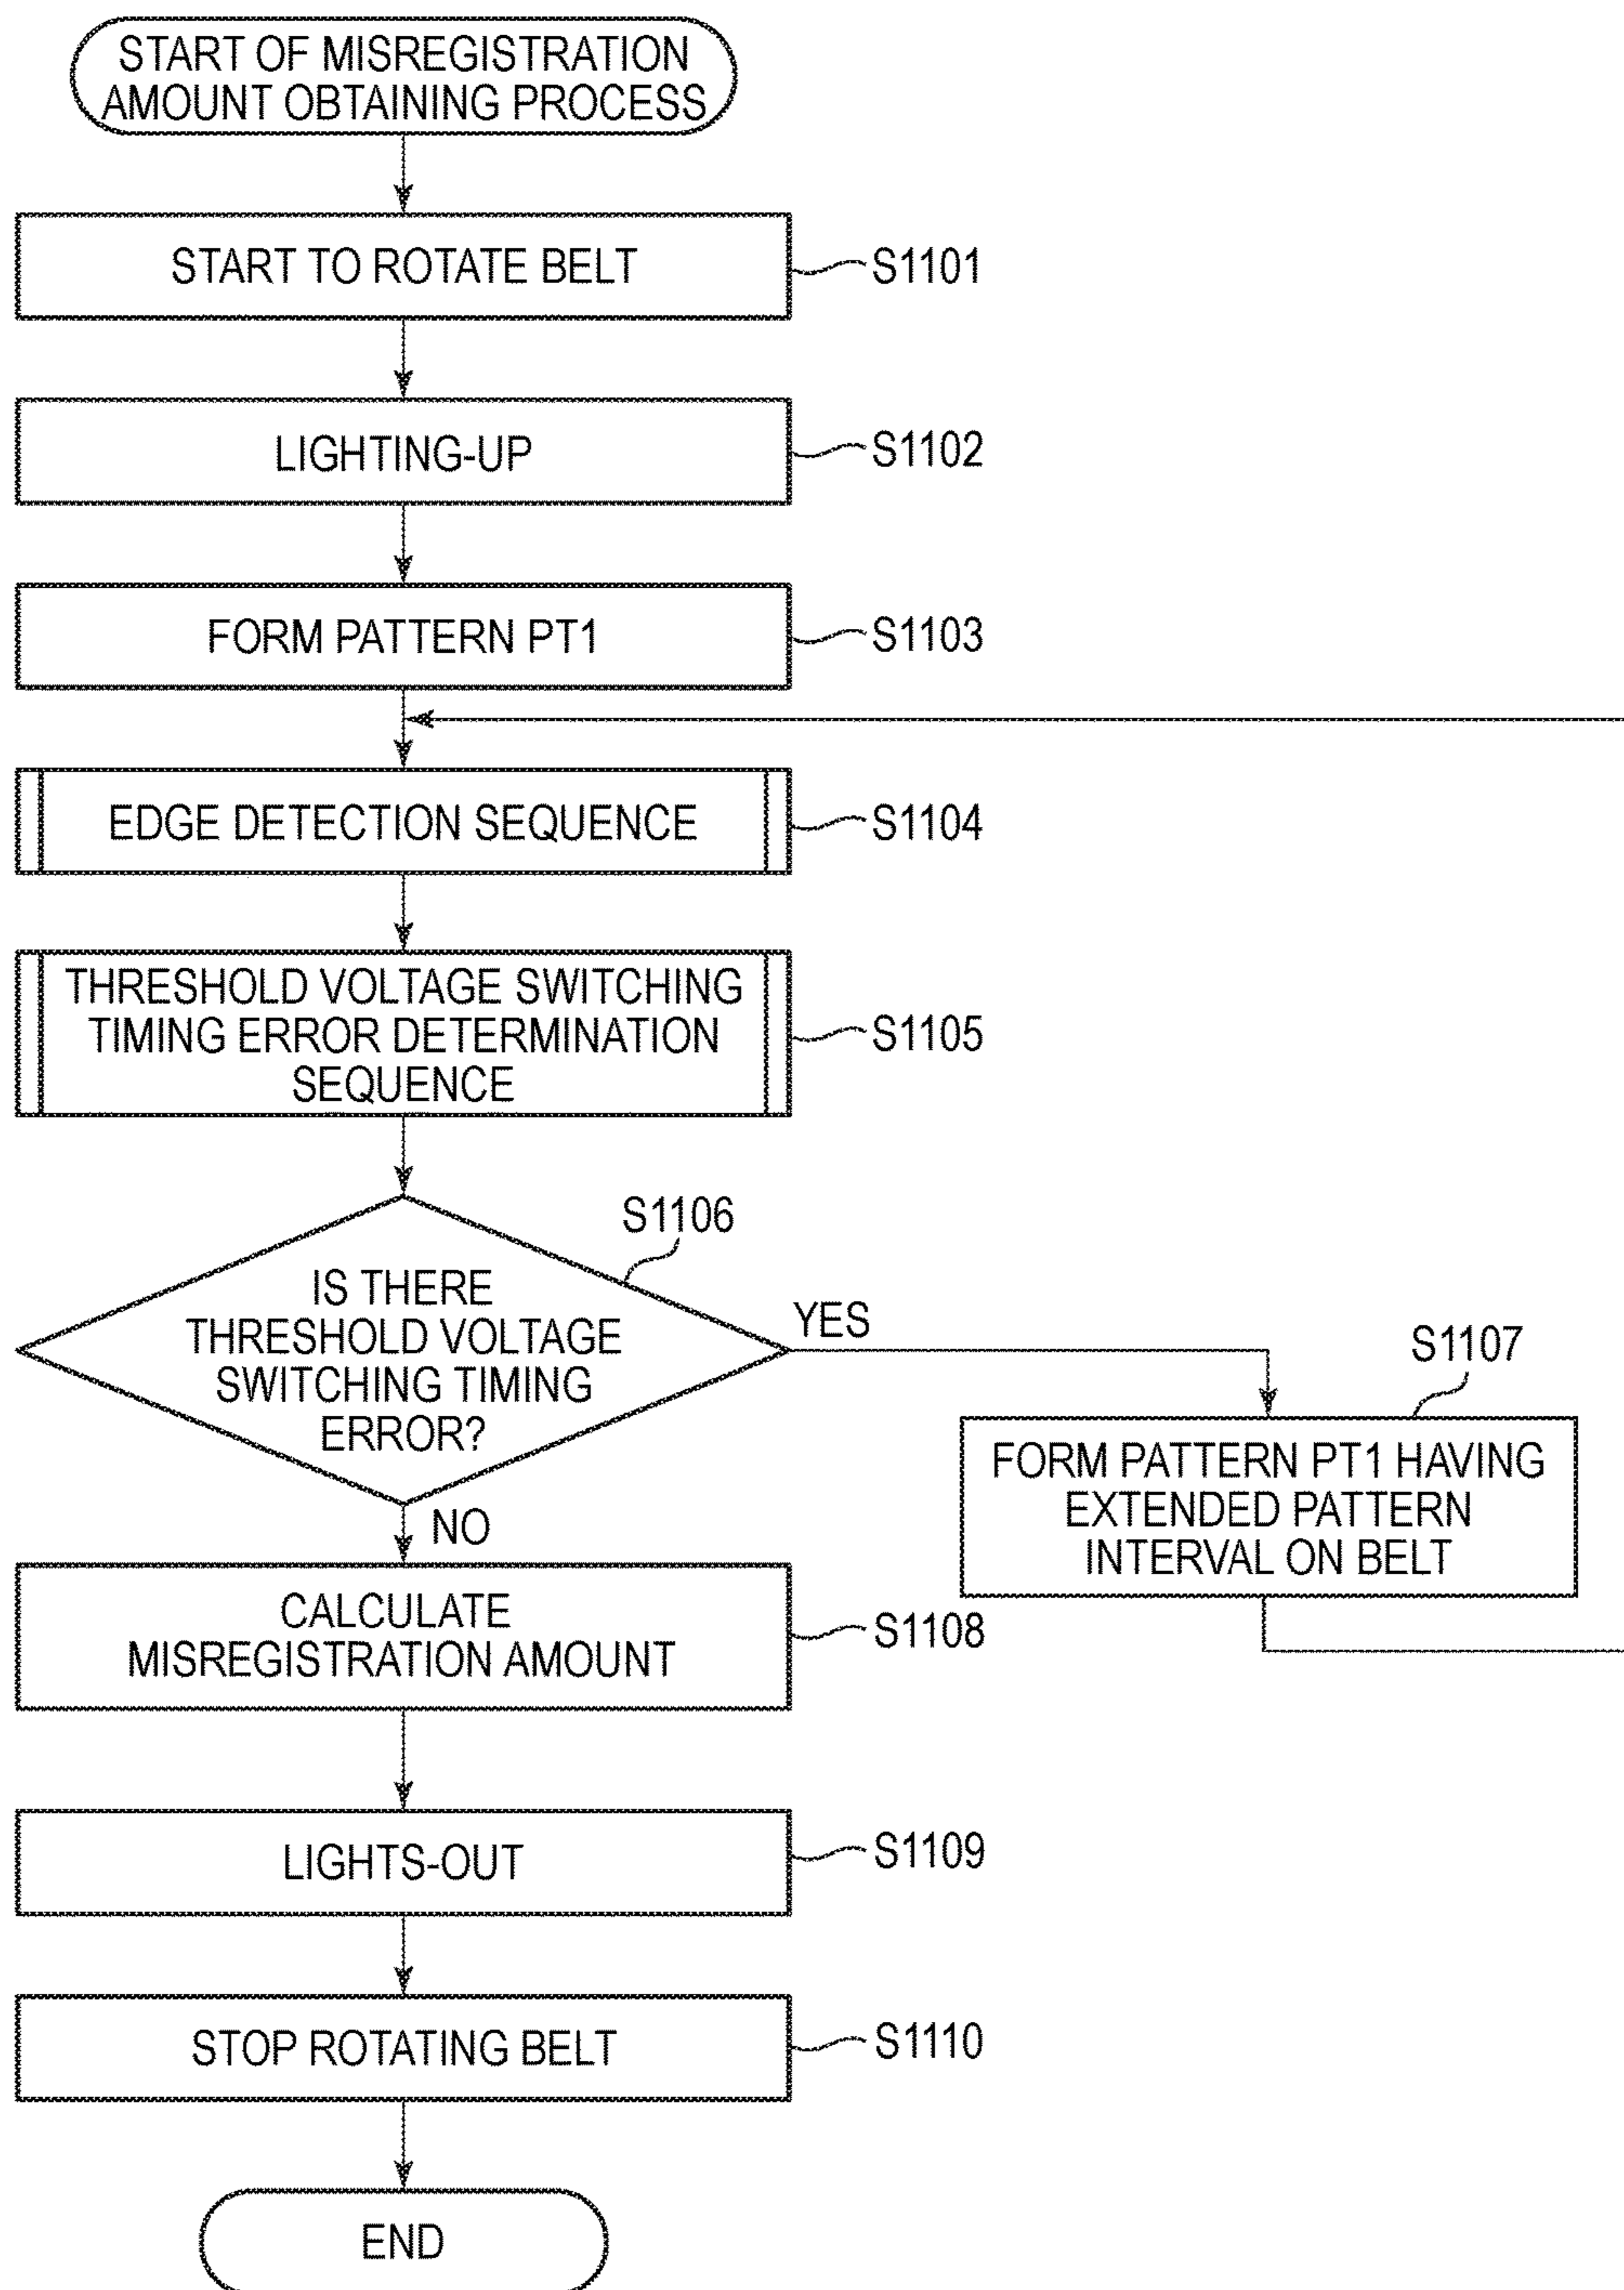 START OF MISREGISTRATION
AMOUNT OBTAINING PROCESS
START TO ROTATE BELT
S1101
LIGHTING-UP
S1102
FORM PATTERN PT1
S1103
EDGE DETECTION SEQUENCE
S1104
THRESHOLD VOLTAGE SWITCHING
TIMING ERROR DETERMINATION
SEQUENCE
S1105
S1106
IS THERE
THRESHOLD VOLTAGE
SWITCHING TIMING
ERROR?
YES
NO
S1107
FORM PATTERN PT1 HAVING
EXTENDED PATTERN
INTERVAL ON BELT
CALCULATE
MISREGISTRATION AMOUNT
S1108
LIGHTS-OUT
S1109
STOP ROTATING BELT
S1110
END